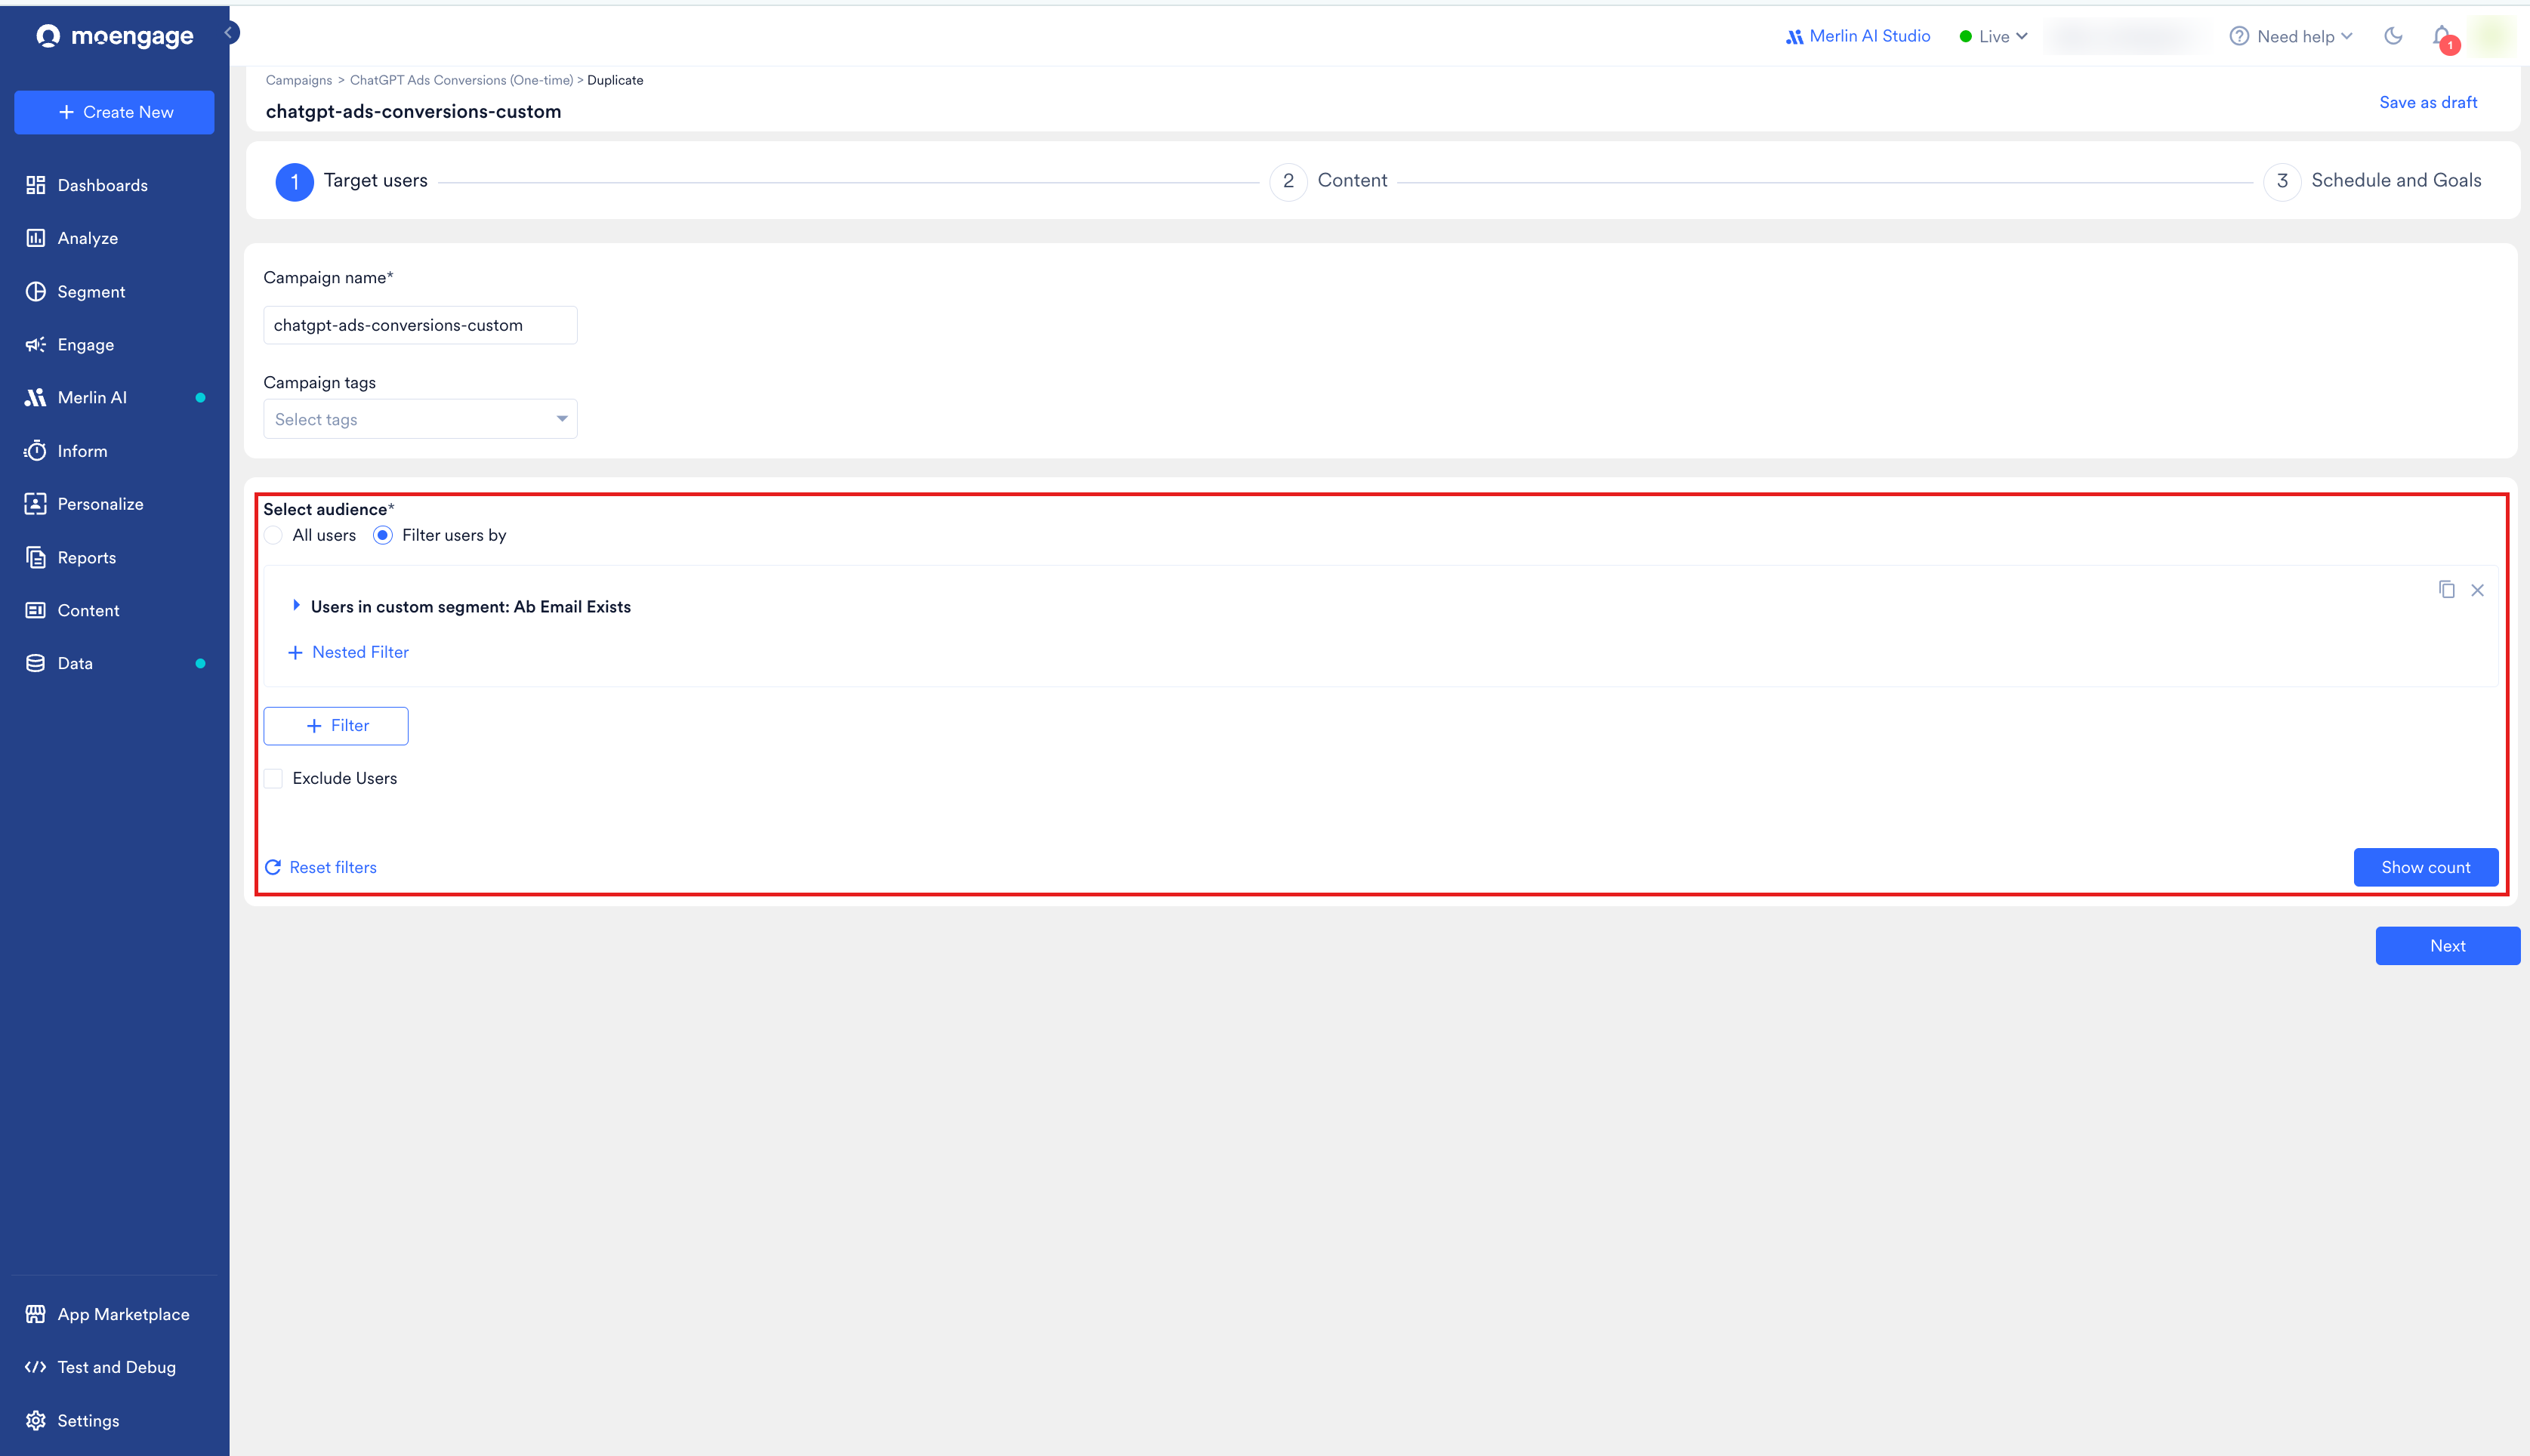 moengage
Merlin AI Studio
Live
Need help
1
Create New
Dashboards
Analyze
Segment
Engage
Merlin AI
Inform
Personalize
Reports
Content
Data
App Marketplace
Test and Debug
Settings
Campaigns > ChatGPT Ads Conversions (One-time) > Duplicate
chatgpt-ads-conversions-custom
Save as draft
1 Target users
2 Content
3 Schedule and Goals
Campaign name*
chatgpt-ads-conversions-custom
Campaign tags
Select tags
Select audience*
All users
Filter users by
Users in custom segment: Ab Email Exists
+ Nested Filter
+ Filter
Exclude Users
Reset filters
Show count
Next